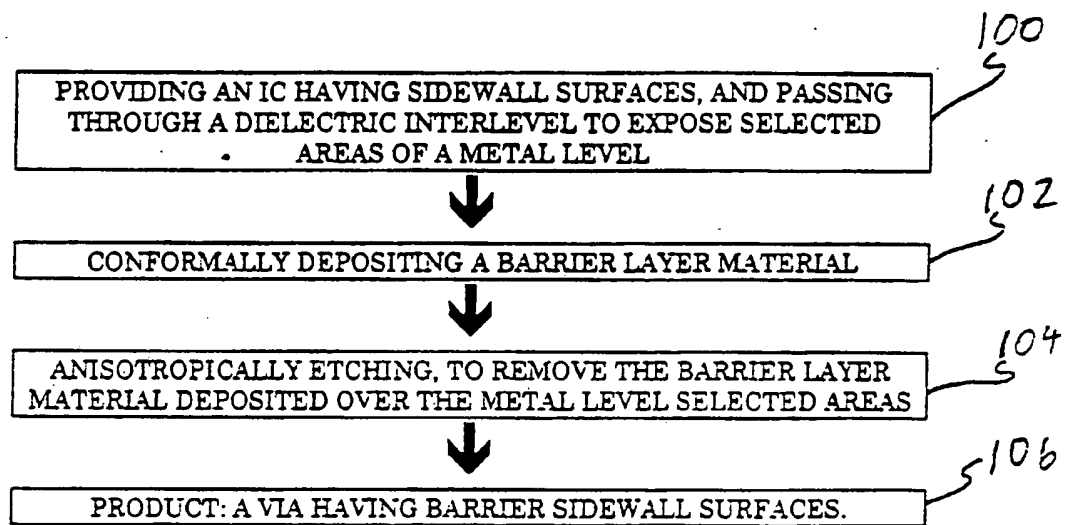 100
PROVIDING AN IC HAVING SIDEWALL SURFACES, AND PASSING
THROUGH A DIELECTRIC INTERLEVEL TO EXPOSE SELECTED
AREAS OF A METAL LEVEL
102
CONFORMALLY DEPOSITING A BARRIER LAYER MATERIAL
104
ANISOTROPICALLY ETCHING, TO REMOVE THE BARRIER LAYER
MATERIAL DEPOSITED OVER THE METAL LEVEL SELECTED AREAS
106
PRODUCT: A VIA HAVING BARRIER SIDEWALL SURFACES.